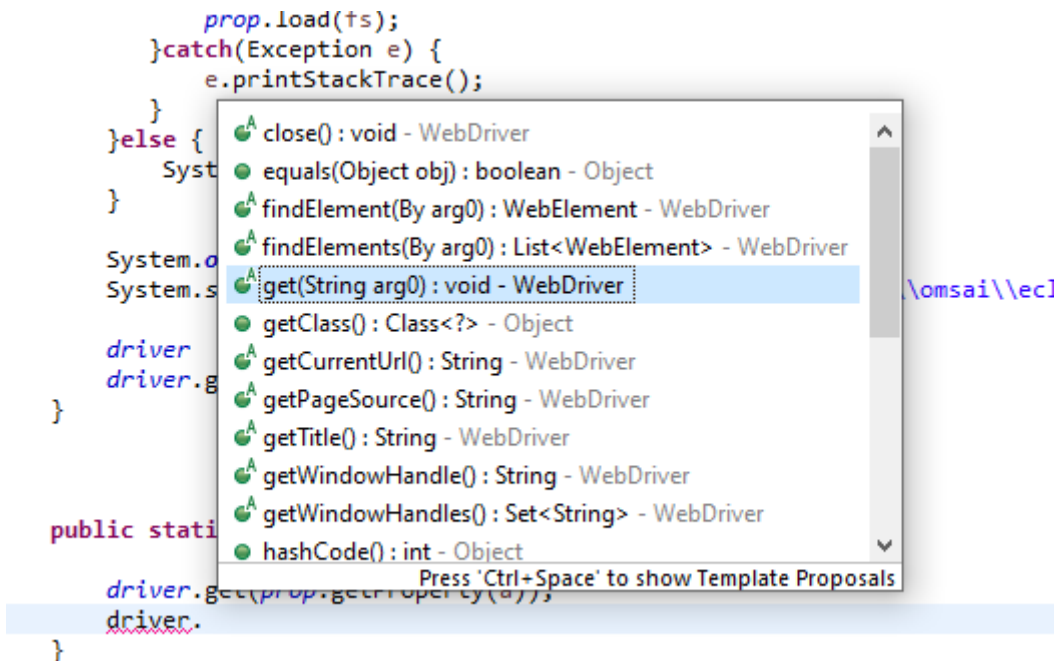 prop.load(fs);
}catch(Exception e) {
e.printStackTrace();
}
}else {
Syst
}
System.o
System.s
\\omsai\\ecl
driver
driver.g
}
public stati
driver.get(prop.getProperty(a));
driver.
}
close() : void - WebDriver
equals(Object obj) : boolean - Object
findElement(By arg0) : WebElement - WebDriver
findElements(By arg0) : List<WebElement> - WebDriver
get(String arg0) : void - WebDriver
getClass() : Class<?> - Object
getCurrentUrl() : String - WebDriver
getPageSource() : String - WebDriver
getTitle() : String - WebDriver
getWindowHandle() : String - WebDriver
getWindowHandles() : Set<String> - WebDriver
hashCode() : int - Object
Press 'Ctrl+Space' to show Template Proposals